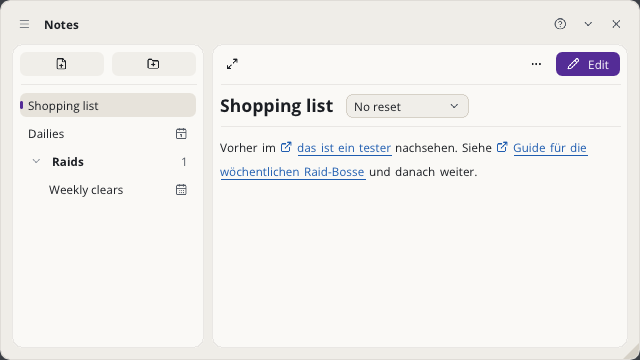 Notes
Edit
Shopping list
Dailies
Raids 1
Weekly clears
Shopping list No reset
Vorher im das ist ein tester nachsehen. Siehe Guide für die
wöchentlichen Raid-Bosse und danach weiter.